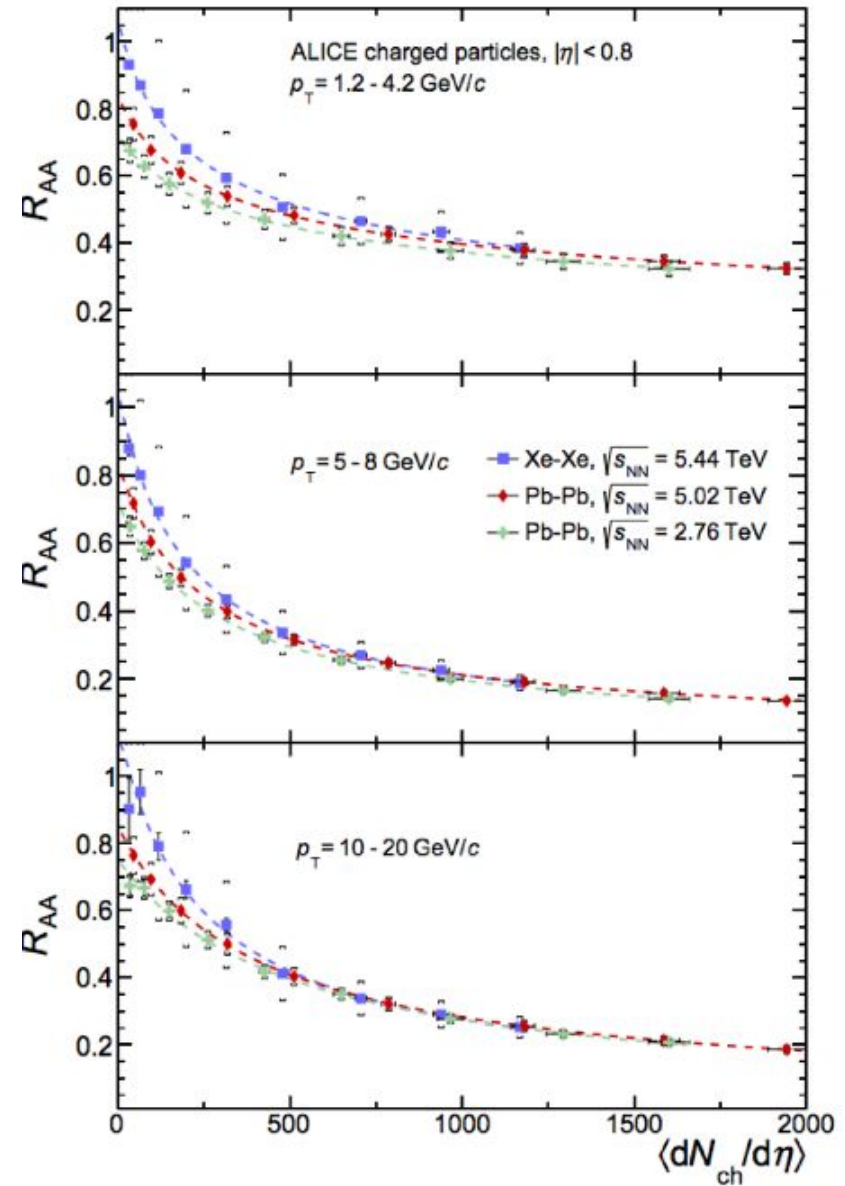 ALICE charged particles, |η| < 0.8
p_T = 1.2 - 4.2 GeV/c
R_AA
1
0.8
0.6
0.4
0.2
p_T = 5 - 8 GeV/c
Xe-Xe, √s_NN = 5.44 TeV
Pb-Pb, √s_NN = 5.02 TeV
Pb-Pb, √s_NN = 2.76 TeV
R_AA
1
0.8
0.6
0.4
0.2
p_T = 10 - 20 GeV/c
R_AA
1
0.8
0.6
0.4
0.2
0 500 1000 1500 2000
⟨dN_ch/dη⟩